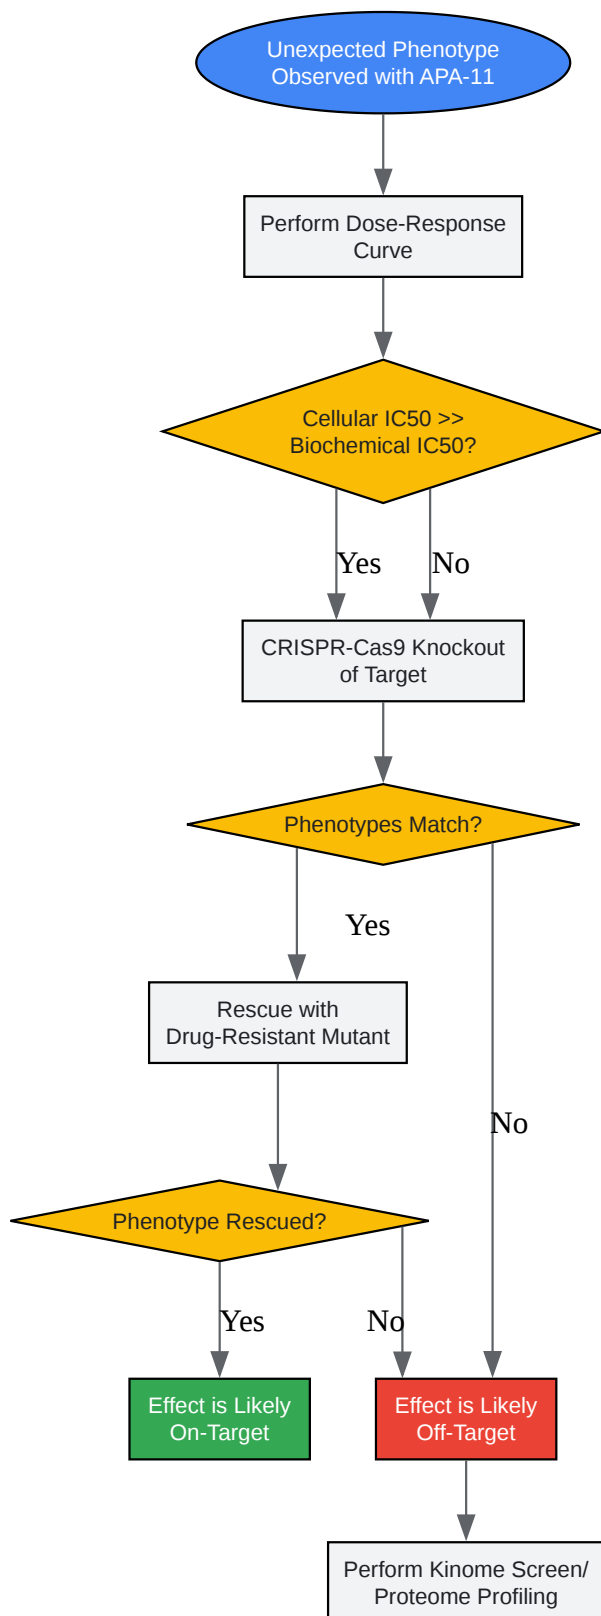 Unexpected Phenotype
Observed with APA-11
Perform Dose-Response
Curve
Cellular IC50 >>
Biochemical IC50?
Yes
No
CRISPR-Cas9 Knockout
of Target
Phenotypes Match?
Yes
Rescue with
Drug-Resistant Mutant
No
Phenotype Rescued?
Yes
No
Effect is Likely
On-Target
Effect is Likely
Off-Target
Perform Kinome Screen/
Proteome Profiling